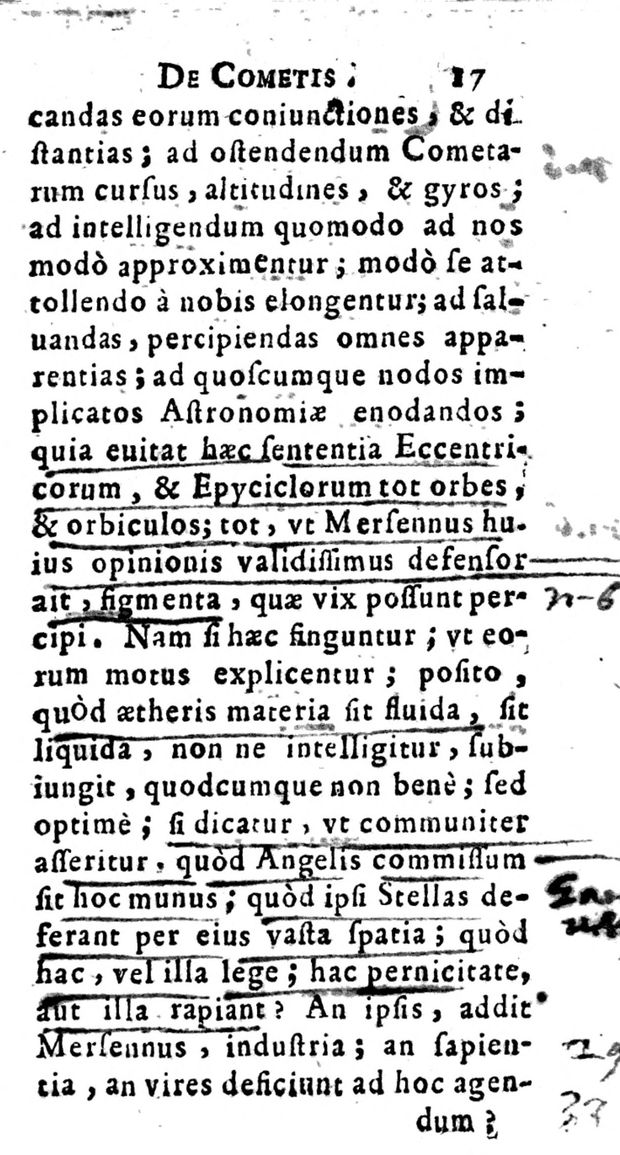 DE COMETIS. 17
candas eorum coniunctiones, & di-
ſtantias; ad oſtendendum Cometa-
rum curſus, altitudines, & gyros;
ad intelligendum quomodo ad nos
modò approximentur; modò ſe at-
tollendo à nobis elongentur; ad ſal-
uandas, percipiendas omnes appa-
rentias; ad quoſcumque nodos im-
plicatos Aſtronomiæ enodandos;
quia euitat hæc ſententia Eccentri-
corum, & Epyciclorum tot orbes,
& orbiculos; tot, vt Merſennus hu-
ius opinionis validiſſimus defenſor
ait, figmenta, quæ vix poſſunt per-
cipi. Nam ſi hæc finguntur; vt eo-
rum motus explicentur; poſito,
quòd ætheris materia ſit fluida, ſit
liquida, non ne intelligitur, ſub-
iungit, quodcumque non benè; ſed
optimè; ſi dicatur, vt communiter
aſſeritur, quòd Angelis commiſſum
ſit hoc munus; quòd ipſi Stellas de-
ferant per eius vaſta ſpatia; quòd
hac, vel illa lege; hac pernicitate,
aut illa rapiant? An ipſis, addit
Merſennus, induſtria; an ſapien-
tia, an vires deficiunt ad hoc agen-
dum?